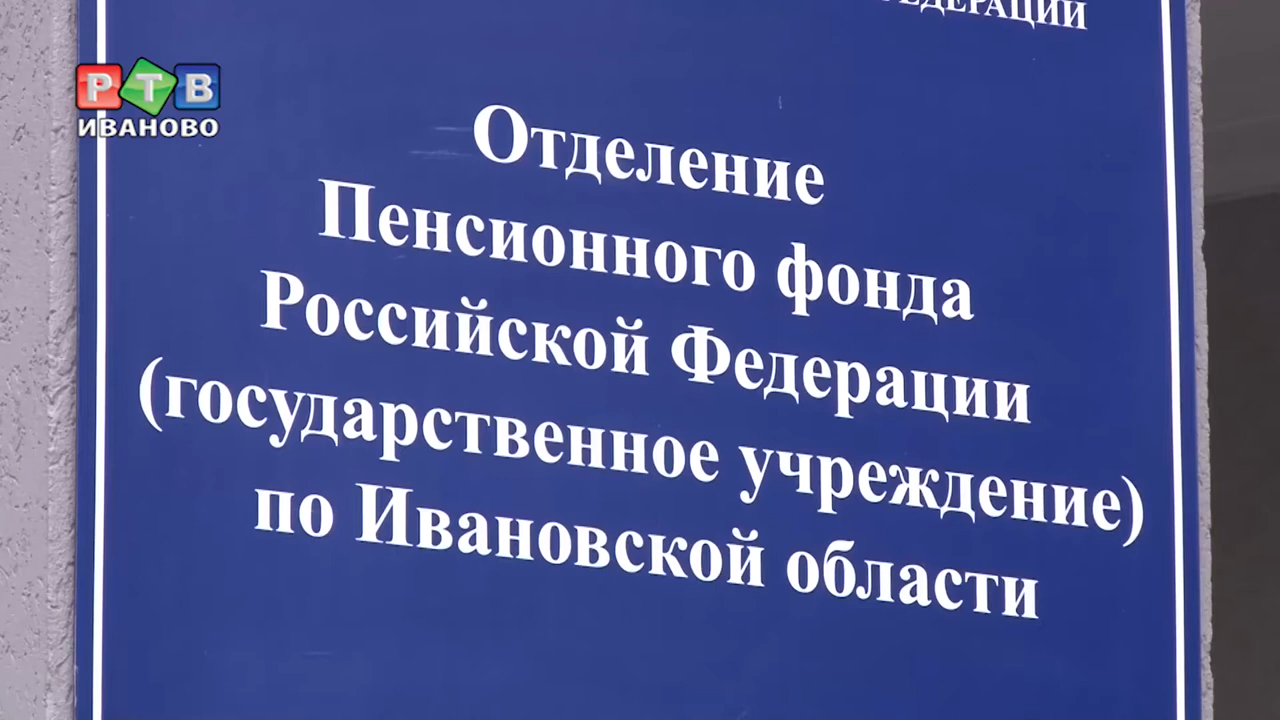 РТВ
ИВАНОВО
Отделение
Пенсионного фонда
Российской Федерации
(государственное учреждение)
по Ивановской области